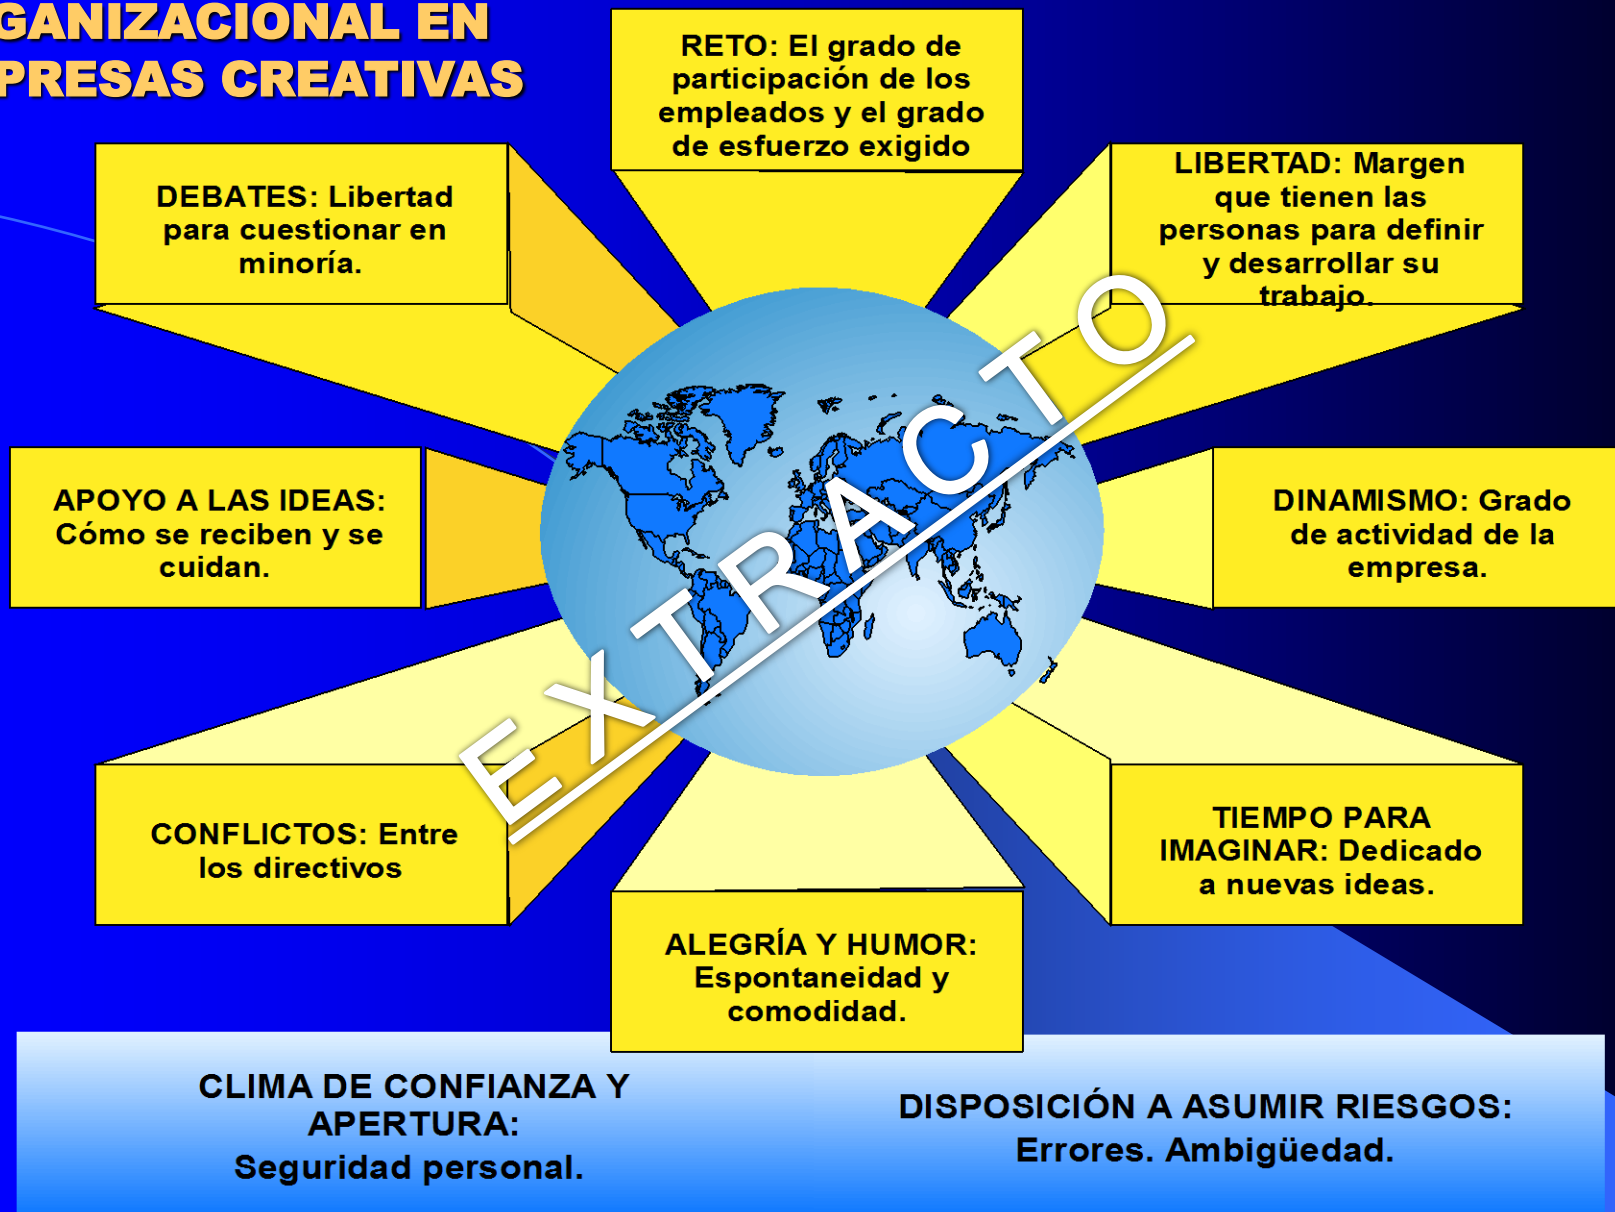 GANIZACIONAL EN
PRESAS CREATIVAS
RETO: El grado de
participación de los
empleados y el grado
de esfuerzo exigido
DEBATES: Libertad
para cuestionar en
minoría.
LIBERTAD: Margen
que tienen las
personas para definir
y desarrollar su
trabajo.
APOYO A LAS IDEAS:
Cómo se reciben y se
cuidan.
DINAMISMO: Grado
de actividad de la
empresa.
EXTRACTO
CONFLICTOS: Entre
los directivos
TIEMPO PARA
IMAGINAR: Dedicado
a nuevas ideas.
ALEGRÍA Y HUMOR:
Espontaneidad y
comodidad.
CLIMA DE CONFIANZA Y
APERTURA:
Seguridad personal.
DISPOSICIÓN A ASUMIR RIESGOS:
Errores. Ambigüedad.